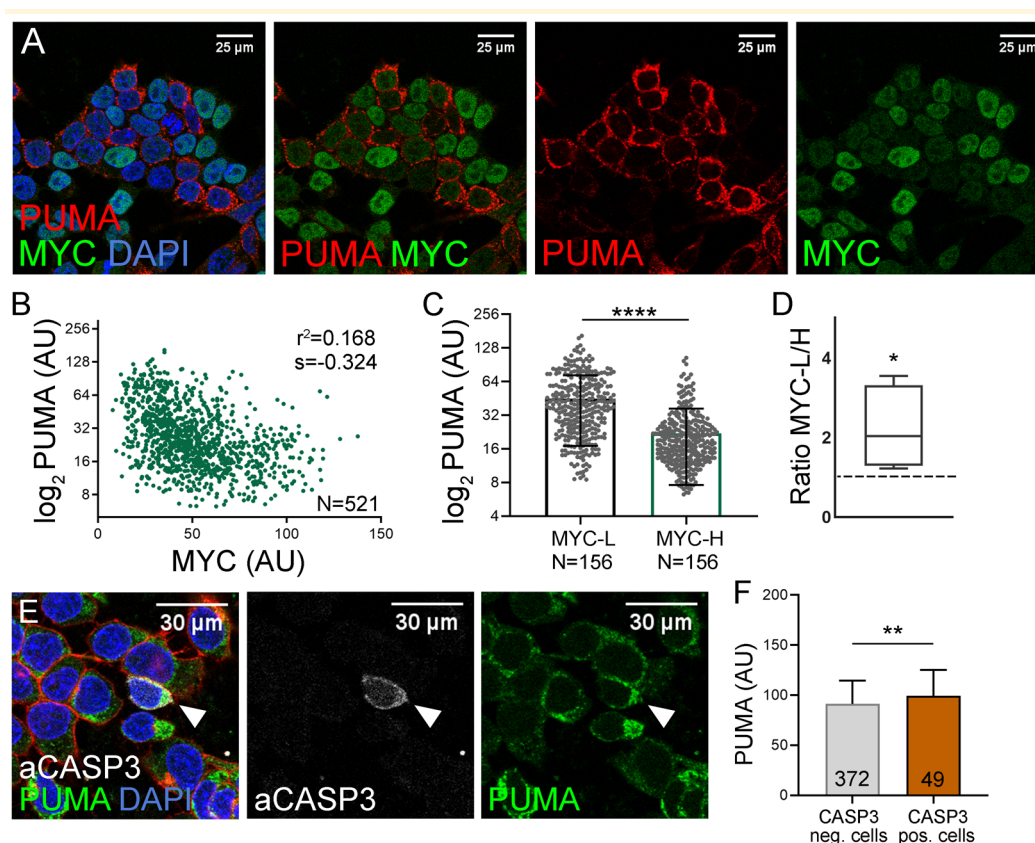 A
25 µm
25 µm
25 µm
25 µm
PUMA
MYC DAPI
PUMA MYC
PUMA
MYC
B
log₂ PUMA (AU)
256
128
64
32
16
8
r²=0.168
s=-0.324
N=521
0
50
100
150
MYC (AU)
C
log₂ PUMA (AU)
256
128
64
32
16
8
4
****
MYC-L
N=156
MYC-H
N=156
D
Ratio MYC-L/H
4
2
0
*
E
30 µm
30 µm
30 µm
aCASP3
PUMA DAPI
aCASP3
PUMA
F
PUMA (AU)
200
150
100
50
0
**
372
49
CASP3
neg. cells
CASP3
pos. cells